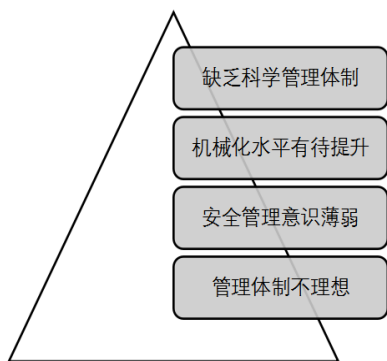 缺乏科学管理体制
机械化水平有待提升
安全管理意识薄弱
管理体制不理想